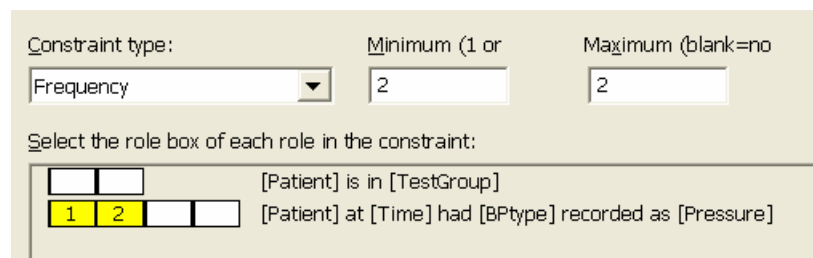 Constraint type: Minimum (1 or Maximum (blank=no
Frequency 2 2
Select the role box of each role in the constraint:
[Patient] is in [TestGroup]
1 2 [Patient] at [Time] had [BPtype] recorded as [Pressure]